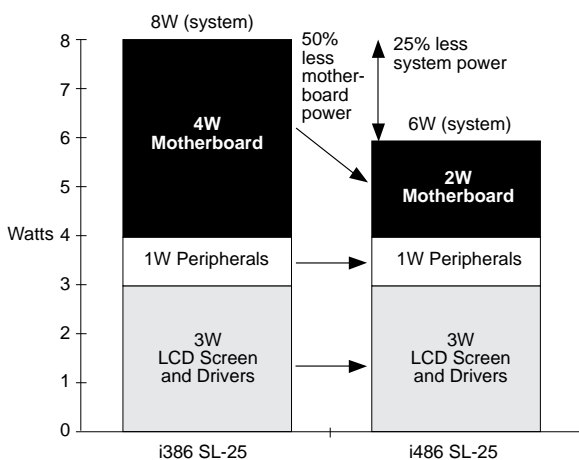 8W (system)
50%
less
mother-
board
power
25% less
system power
6W (system)
8
7
6
5
Watts 4
3
2
1
0
4W
Motherboard
1W Peripherals
3W
LCD Screen
and Drivers
2W
Motherboard
1W Peripherals
3W
LCD Screen
and Drivers
i386 SL-25
i486 SL-25